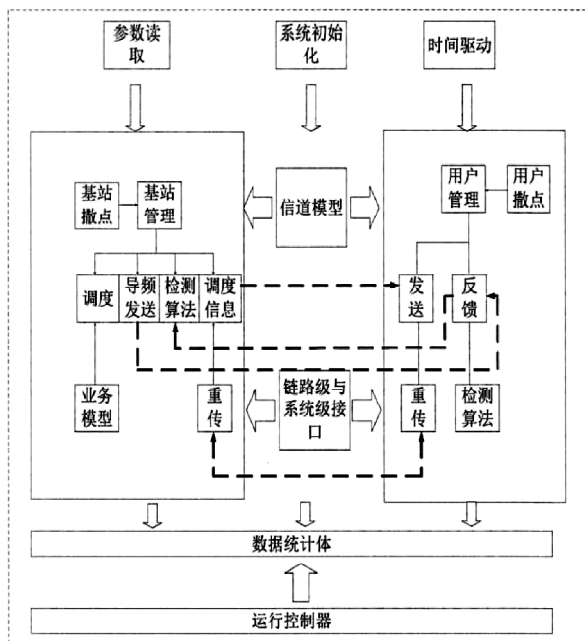 参数读
取
系统初始
化
时间驱动
基站
撒点
基站
管理
信道模型
用户
管理
用户
撒点
调度
导频
发送
检测
算法
调度
信息
发
送
反
馈
业务
模型
重
传
链路级与
系统级接
口
重
传
检测
算法
数据统计体
运行控制器